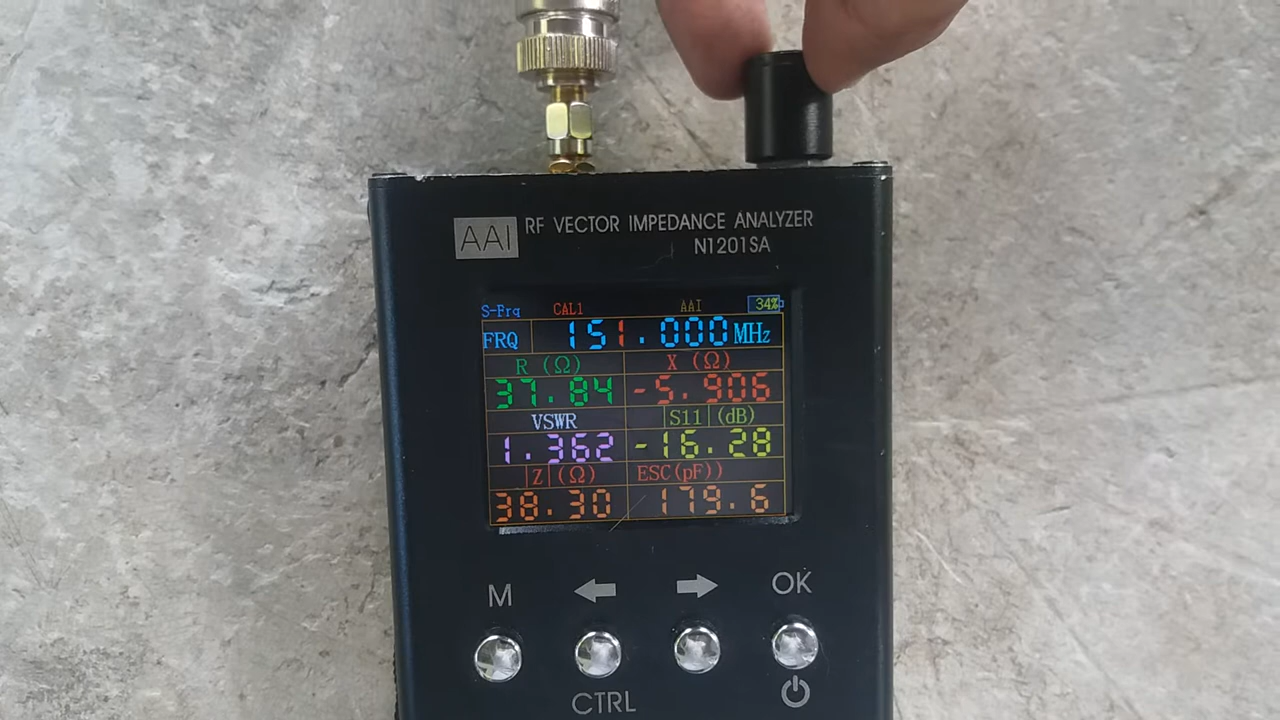 AAI
RF VECTOR IMPEDANCE ANALYZER
N1201SA
S-Frq CAL1 AAI 34%
FRQ 151.000 MHz
R (Ω) X (Ω)
37.84 -5.906
VSWR |S11| (dB)
1.362 -16.28
|Z| (Ω) ESC(pF))
38.30 179.6
M OK
CTRL